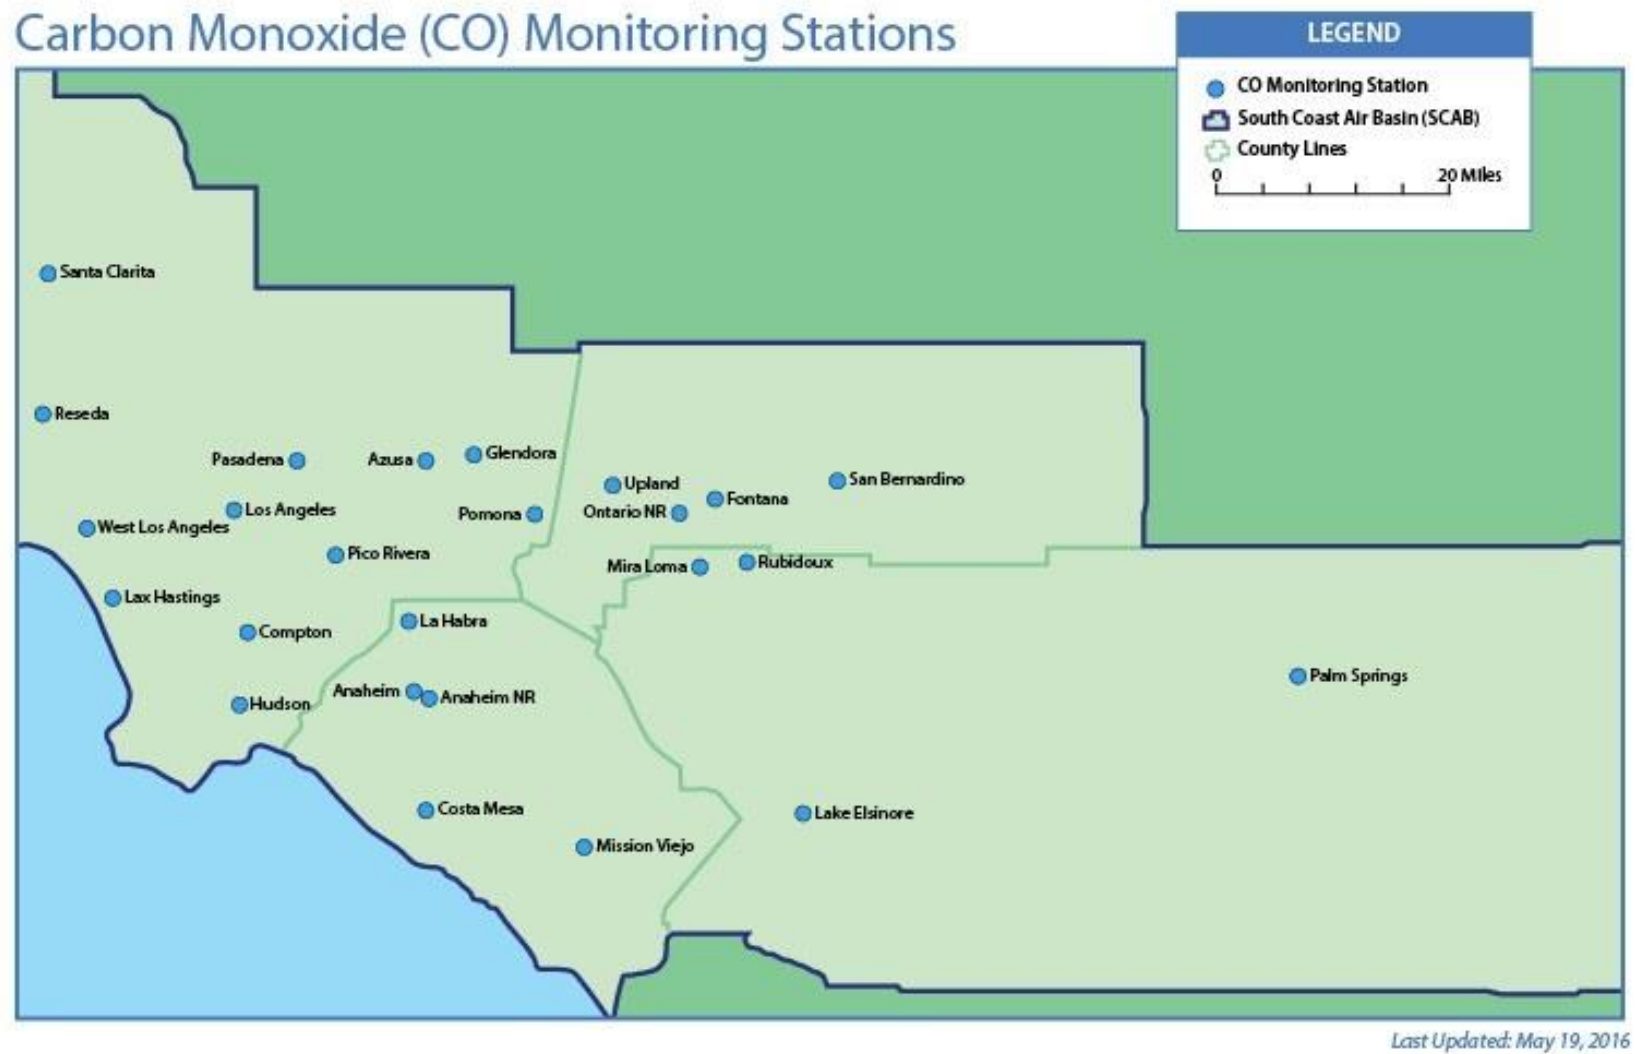 Carbon Monoxide (CO) Monitoring Stations
LEGEND
CO Monitoring Station
South Coast Air Basin (SCAB)
County Lines
0 20 Miles
Santa Clarita
Reseda
Pasadena
Azusa
Glendora
Upland
San Bernardino
Fontana
Los Angeles
Pomona
Ontario NR
West Los Angeles
Pico Rivera
Mira Loma
Rubidoux
Lax Hastings
La Habra
Compton
Palm Springs
Anaheim
Anaheim NR
Hudson
Costa Mesa
Lake Elsinore
Mission Viejo
Last Updated: May 19, 2016